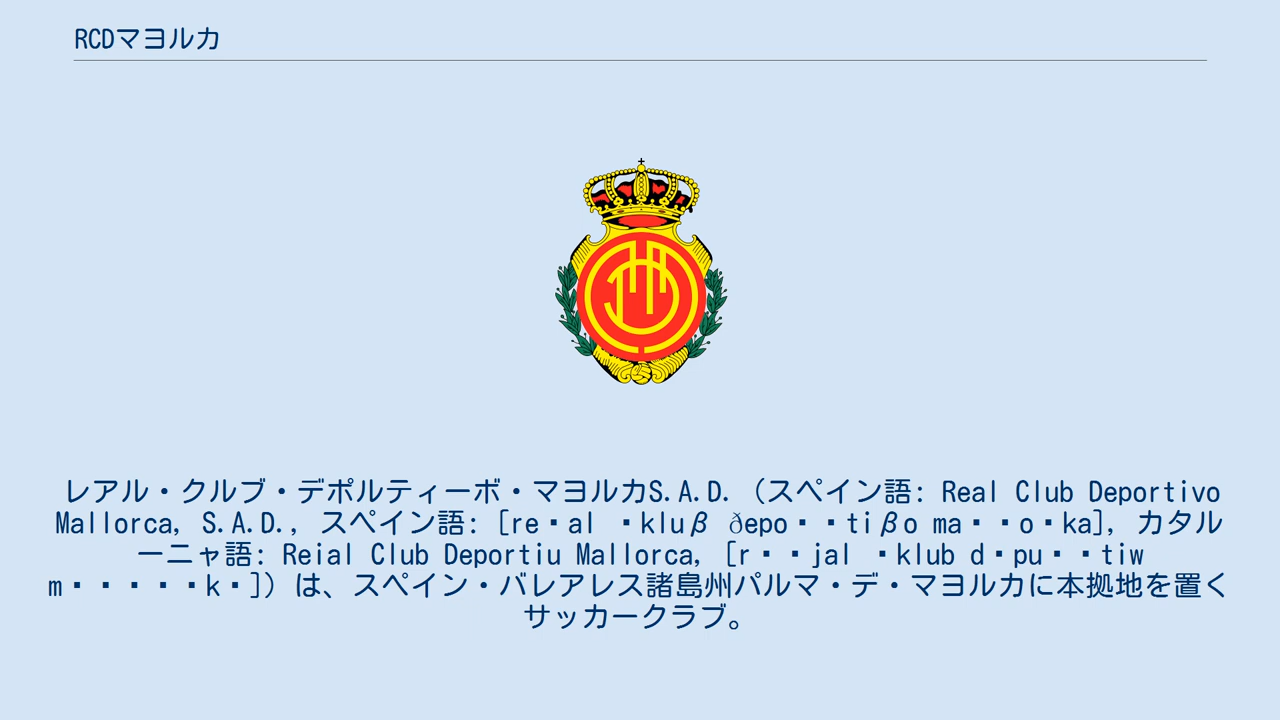 RCDマヨルカ
レアル・クルブ・デポルティーボ・マヨルカS.A.D.（スペイン語: Real Club Deportivo
Mallorca, S.A.D., スペイン語: [re▪al ▪kluβ ðepo▪▪tiβo ma▪▪o▪ka], カタル
ーニャ語: Reial Club Deportiu Mallorca, [r▪▪jal ▪klub d▪pu▪▪tiw
m▪▪▪▪▪k▪]）は、スペイン・バレアレス諸島州パルマ・デ・マヨルカに本拠地を置く
サッカークラブ。